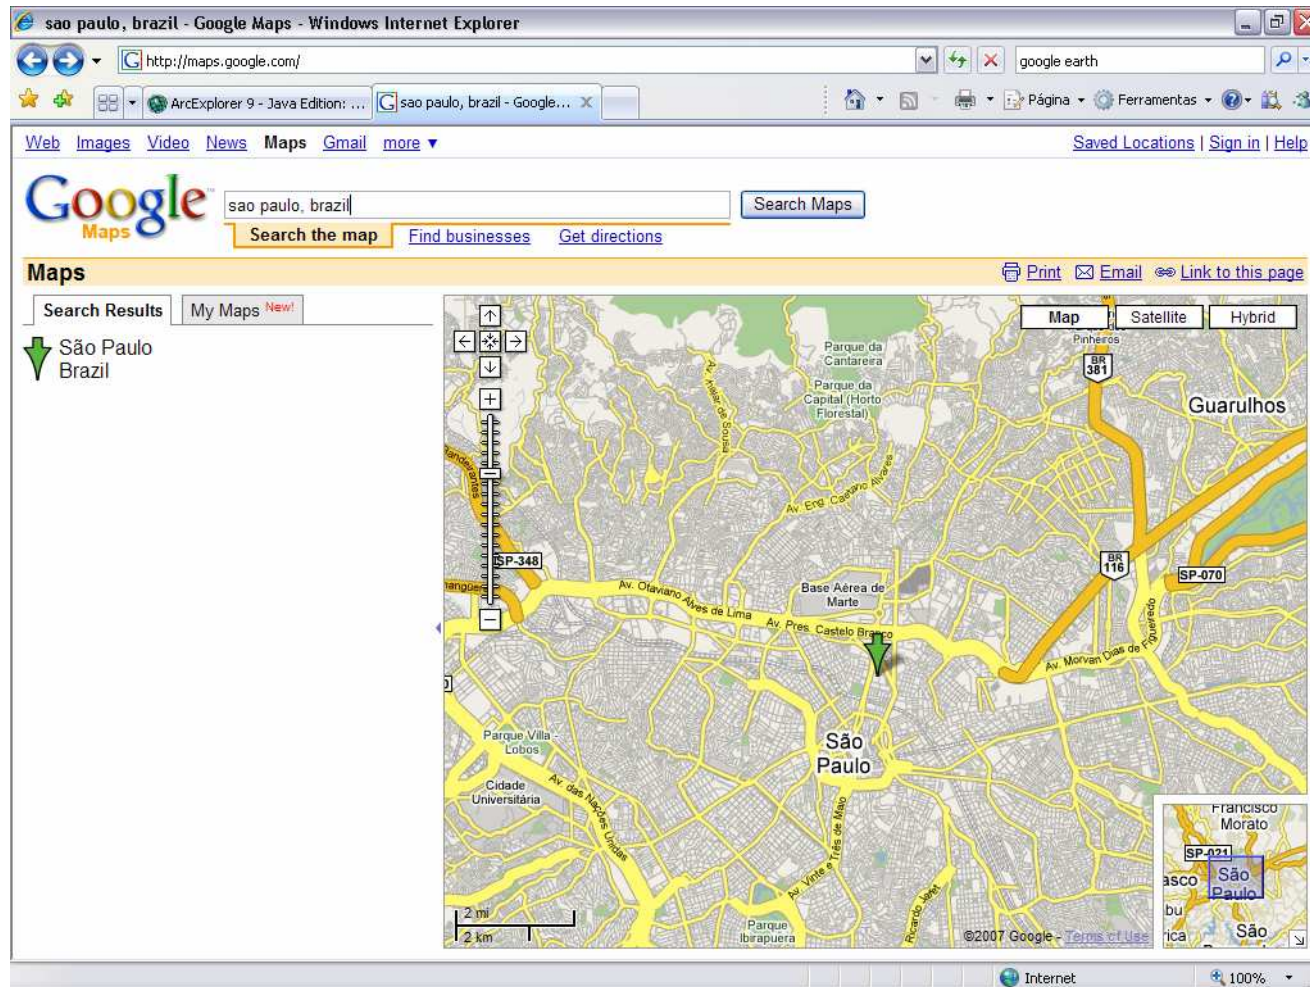 sao paulo, brazil - Google Maps - Windows Internet Explorer
http://maps.google.com/
google earth
ArcExplorer 9 - Java Edition: ...
sao paulo, brazil - Google...
Página
Ferramentas
Web Images Video News Maps Gmail more ▼
Saved Locations | Sign in | Help
Google
Maps
sao paulo, brazil
Search Maps
Search the map Find businesses Get directions
Maps
Print Email Link to this page
Search Results My Maps New!
São Paulo
Brazil
Map Satellite Hybrid
Pinheiros
Parque da
Cantareira
BR
381
Parque da
Capital (Horto
Florestal)
Guarulhos
Av. Eng. Caetano Alvares
SP-348
BR
116
SP-070
Base Aérea de
Marte
Av. Otaviano Alves de Lima
Av. Pres. Castelo Branco
Av. Morvan Dias de Figueiredo
Parque Villa -
Lobos
São
Paulo
Cidade
Universitária
Av. das Nações Unidas
Av. Vinte e Três de Maio
Ricardo Jafet
Parque
Ibirapuera
2 mi
2 km
©2007 Google - Terms of Use
Francisco
Morato
SP-021
asco
São
Paulo
bu
rica
São
Internet
100%